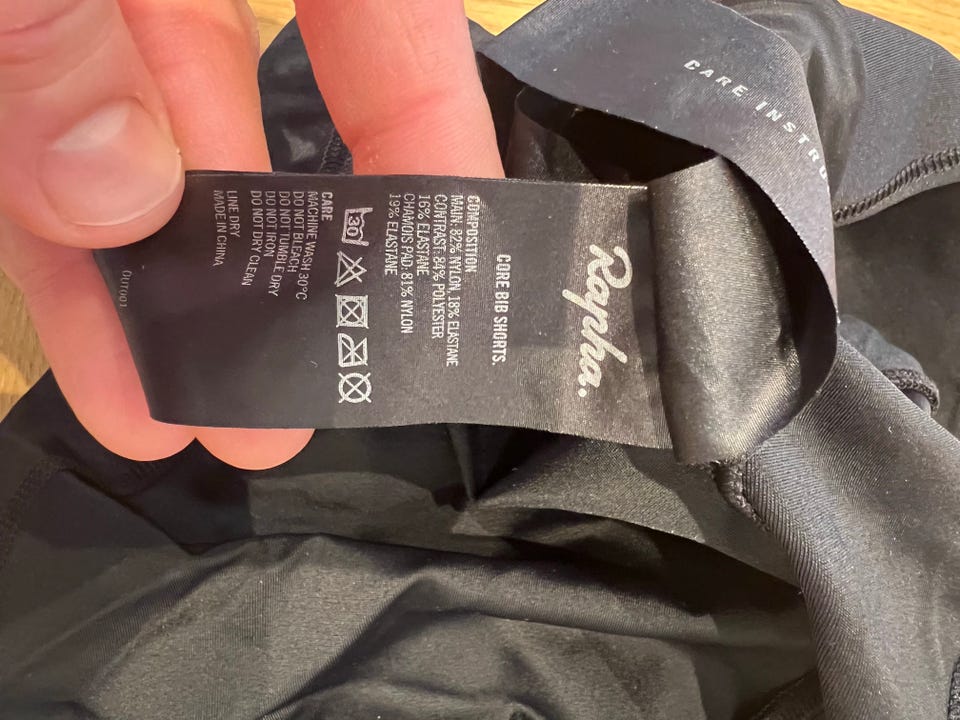 Rapha.
CORE BIB SHORTS.
COMPOSITION
MAIN: 82% NYLON, 18% ELASTANE
CONTRAST: 84% POLYESTER
16% ELASTANE
CHAMOIS PAD: 81% NYLON
19% ELASTANE
30
CARE
MACHINE WASH 30°C
DO NOT BLEACH
DO NOT TUMBLE DRY
DO NOT IRON
DO NOT DRY CLEAN
LINE DRY
MADE IN CHINA
OUT001
CARE INSTRU